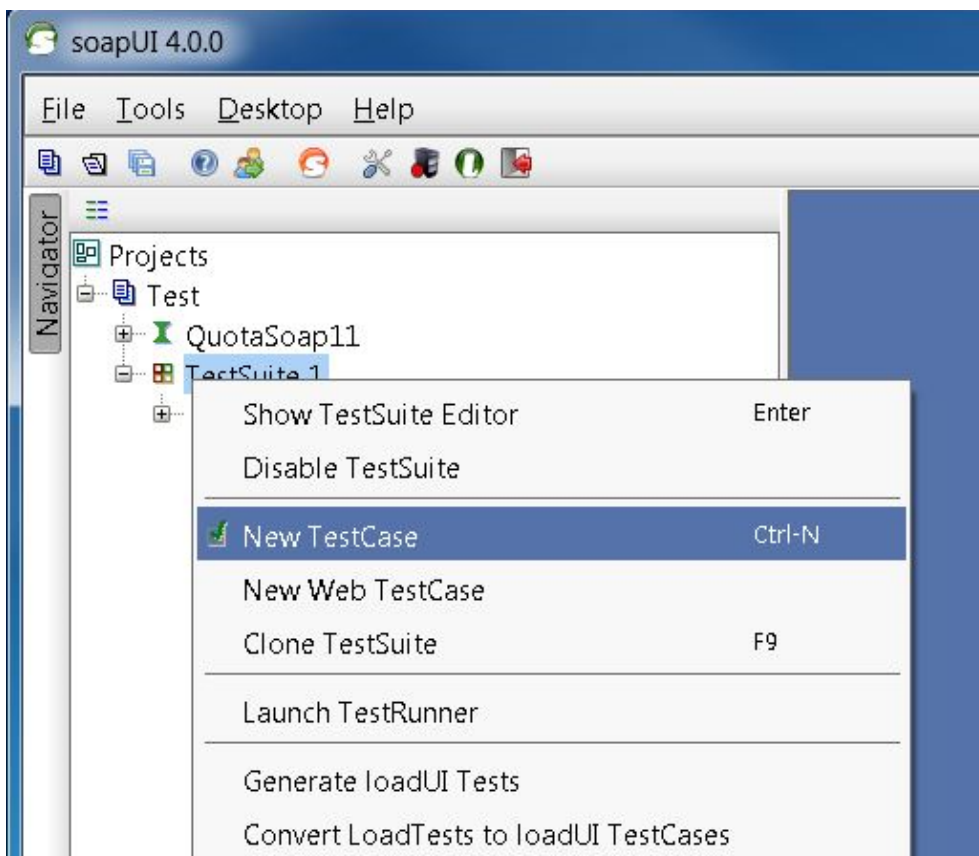 soapUI 4.0.0
File Tools Desktop Help
Navigator
Projects
Test
QuotaSoap11
TestSuite 1
Show TestSuite Editor Enter
Disable TestSuite
New TestCase Ctrl-N
New Web TestCase
Clone TestSuite F9
Launch TestRunner
Generate loadUI Tests
Convert LoadTests to loadUI TestCases